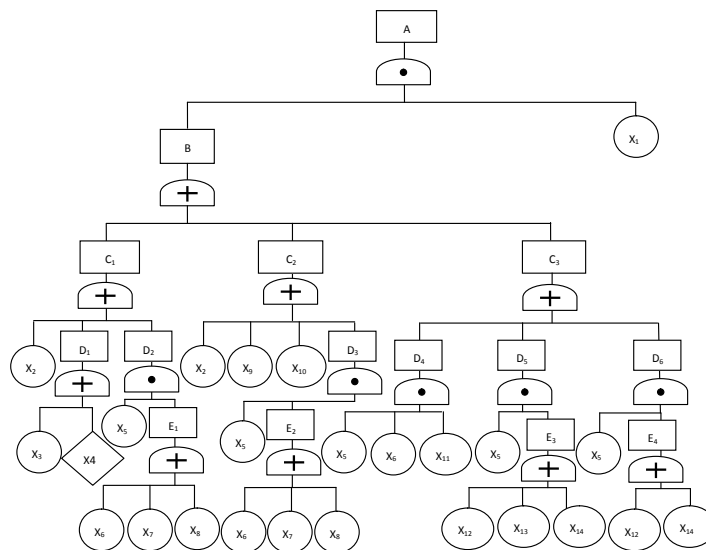 A
B
X₁
C₁
C₂
C₃
X₂
D₁
D₂
X₂
X₉
X₁₀
D₃
D₄
D₅
D₆
X₃
X4
X₅
E₁
X₅
E₂
X₅
X₆
X₁₁
X₅
E₃
X₅
E₄
X₆
X₇
X₈
X₆
X₇
X₈
X₁₂
X₁₃
X₁₄
X₁₂
X₁₄